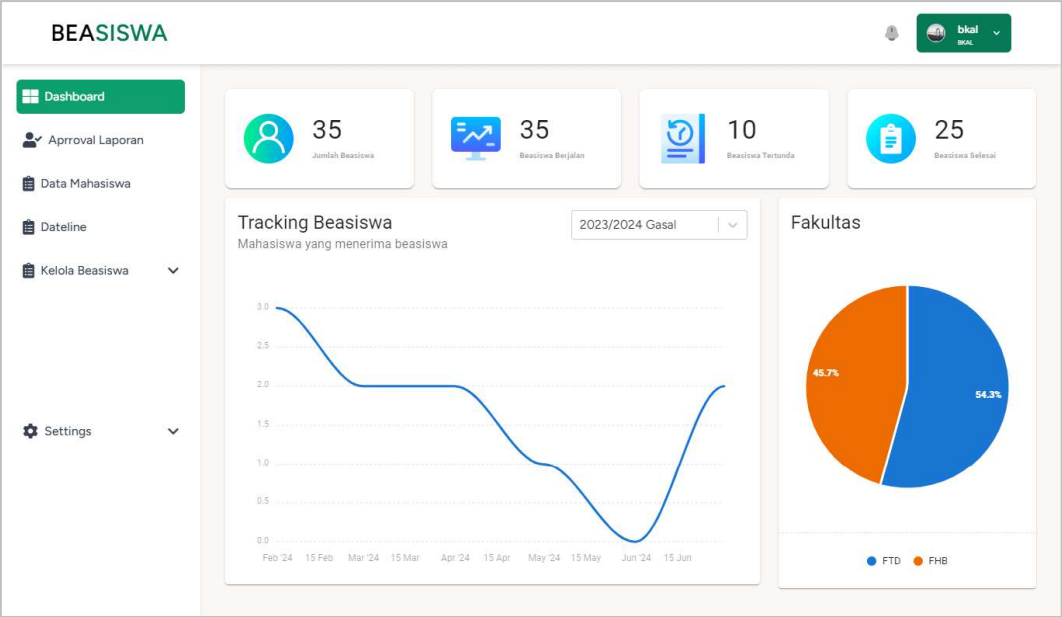 BEASISWA
bkal
BKAL
Dashboard
Aprroval Laporan
Data Mahasiswa
Dateline
Kelola Beasiswa
Settings
35
Jumlah Beasiswa
35
Beasiswa Berjalan
10
Beasiswa Tertunda
25
Beasiswa Selesai
Tracking Beasiswa
Mahasiswa yang menerima beasiswa
2023/2024 Gasal
3.0
2.5
2.0
1.5
1.0
0.5
0.0
Feb '24 15 Feb Mar '24 15 Mar Apr '24 15 Apr May '24 15 May Jun '24 15 Jun
Fakultas
45.7%
54.3%
FTD FHB